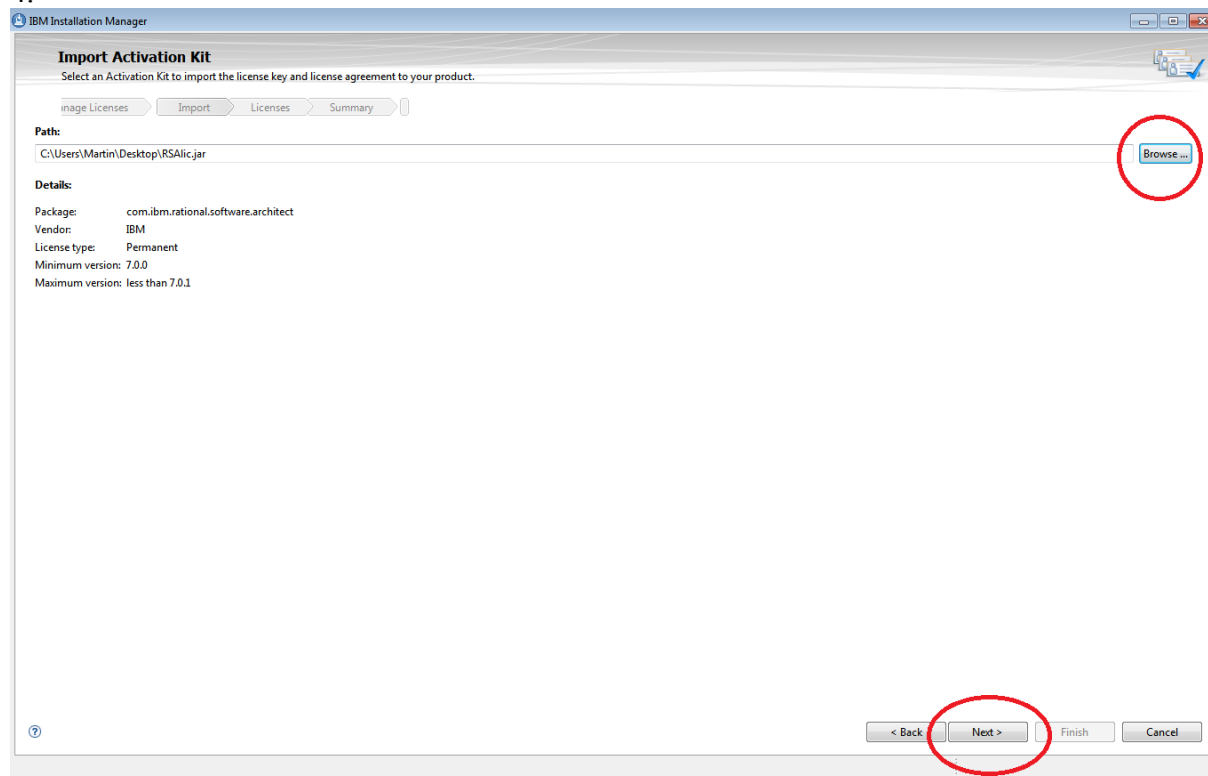 IBM Installation Manager
Import Activation Kit
Select an Activation Kit to import the license key and license agreement to your product.
Import Licenses Summary
Path:
C:\Users\Martin\Desktop\RSAlic.jar Browse ...
Details:
Package: com.ibm.rational.software.architect
Vendor: IBM
License type: Permanent
Minimum version: 7.0.0
Maximum version: less than 7.0.1
? < Back Next > Finish Cancel